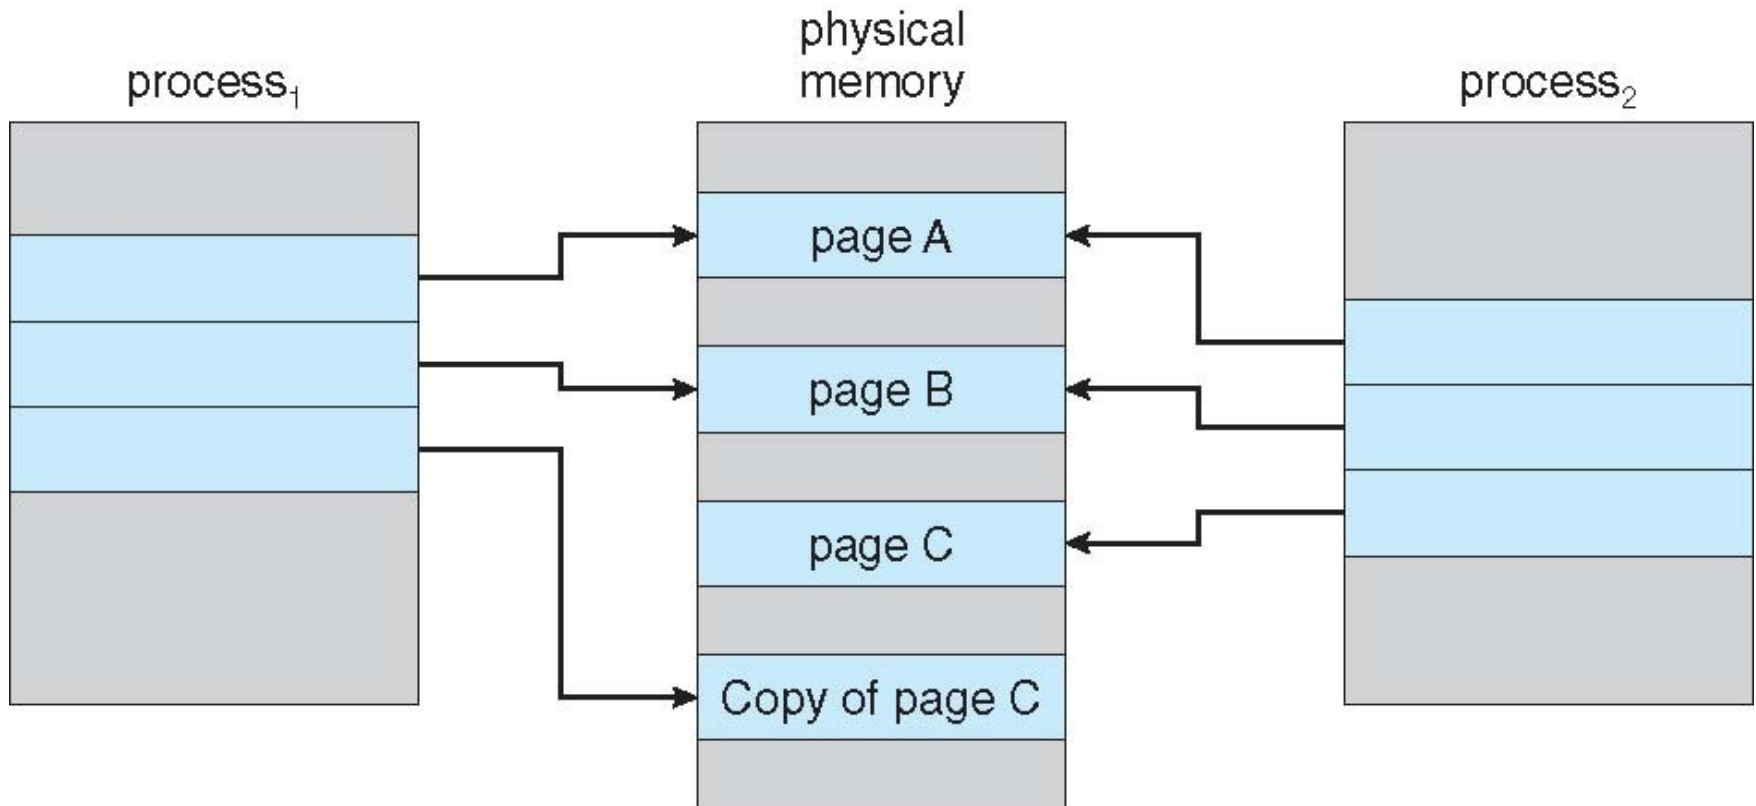 physical
memory
process₁
process₂
page A
page B
page C
Copy of page C